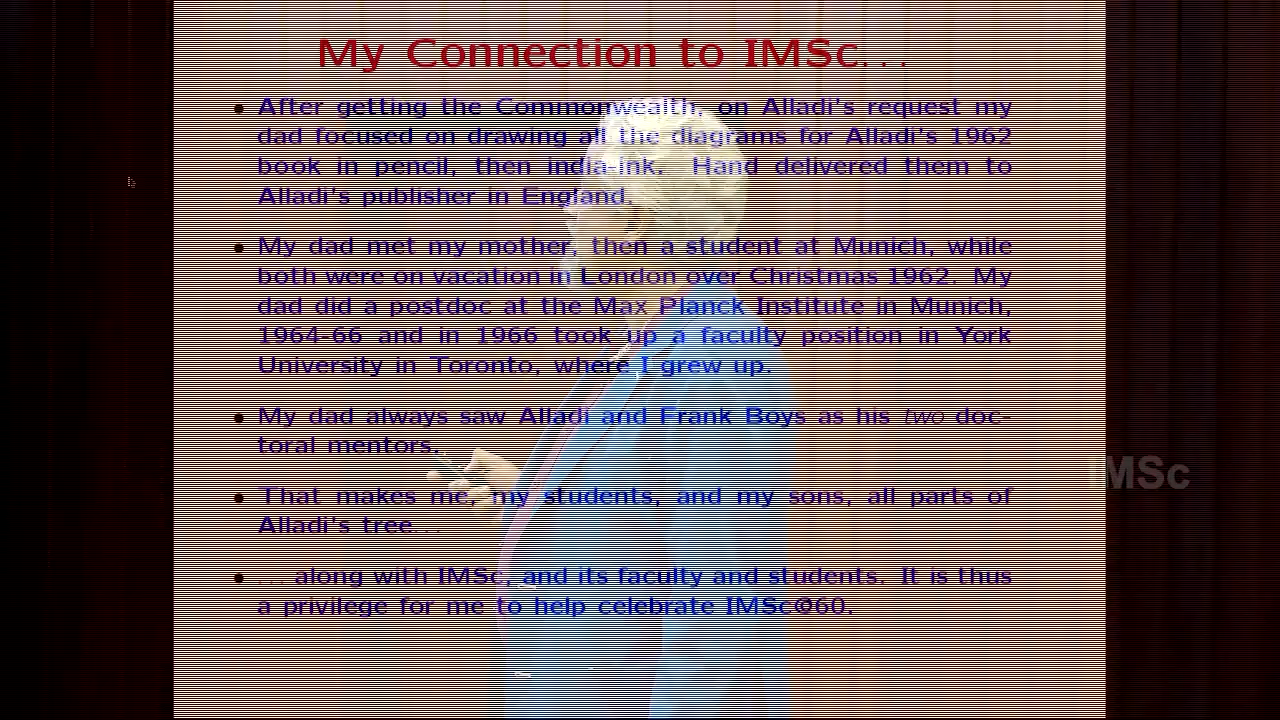 My Connection to IMSc...
• After getting the Commonwealth, on Alladi's request my
dad focused on drawing all the diagrams for Alladi's 1962
book in pencil, then india-ink. Hand delivered them to
Alladi's publisher in England.
• My dad met my mother, then a student at Munich, while
both were on vacation in London over Christmas 1962. My
dad did a postdoc at the Max Planck Institute in Munich,
1964-66 and in 1966 took up a faculty position in York
University in Toronto, where I grew up.
• My dad always saw Alladi and Frank Boys as his two doc-
toral mentors.
• That makes me, my students, and my sons, all parts of
Alladi's tree ...
• ... along with IMSc, and its faculty and students. It is thus
a privilege for me to help celebrate IMSc@60.
IMSc